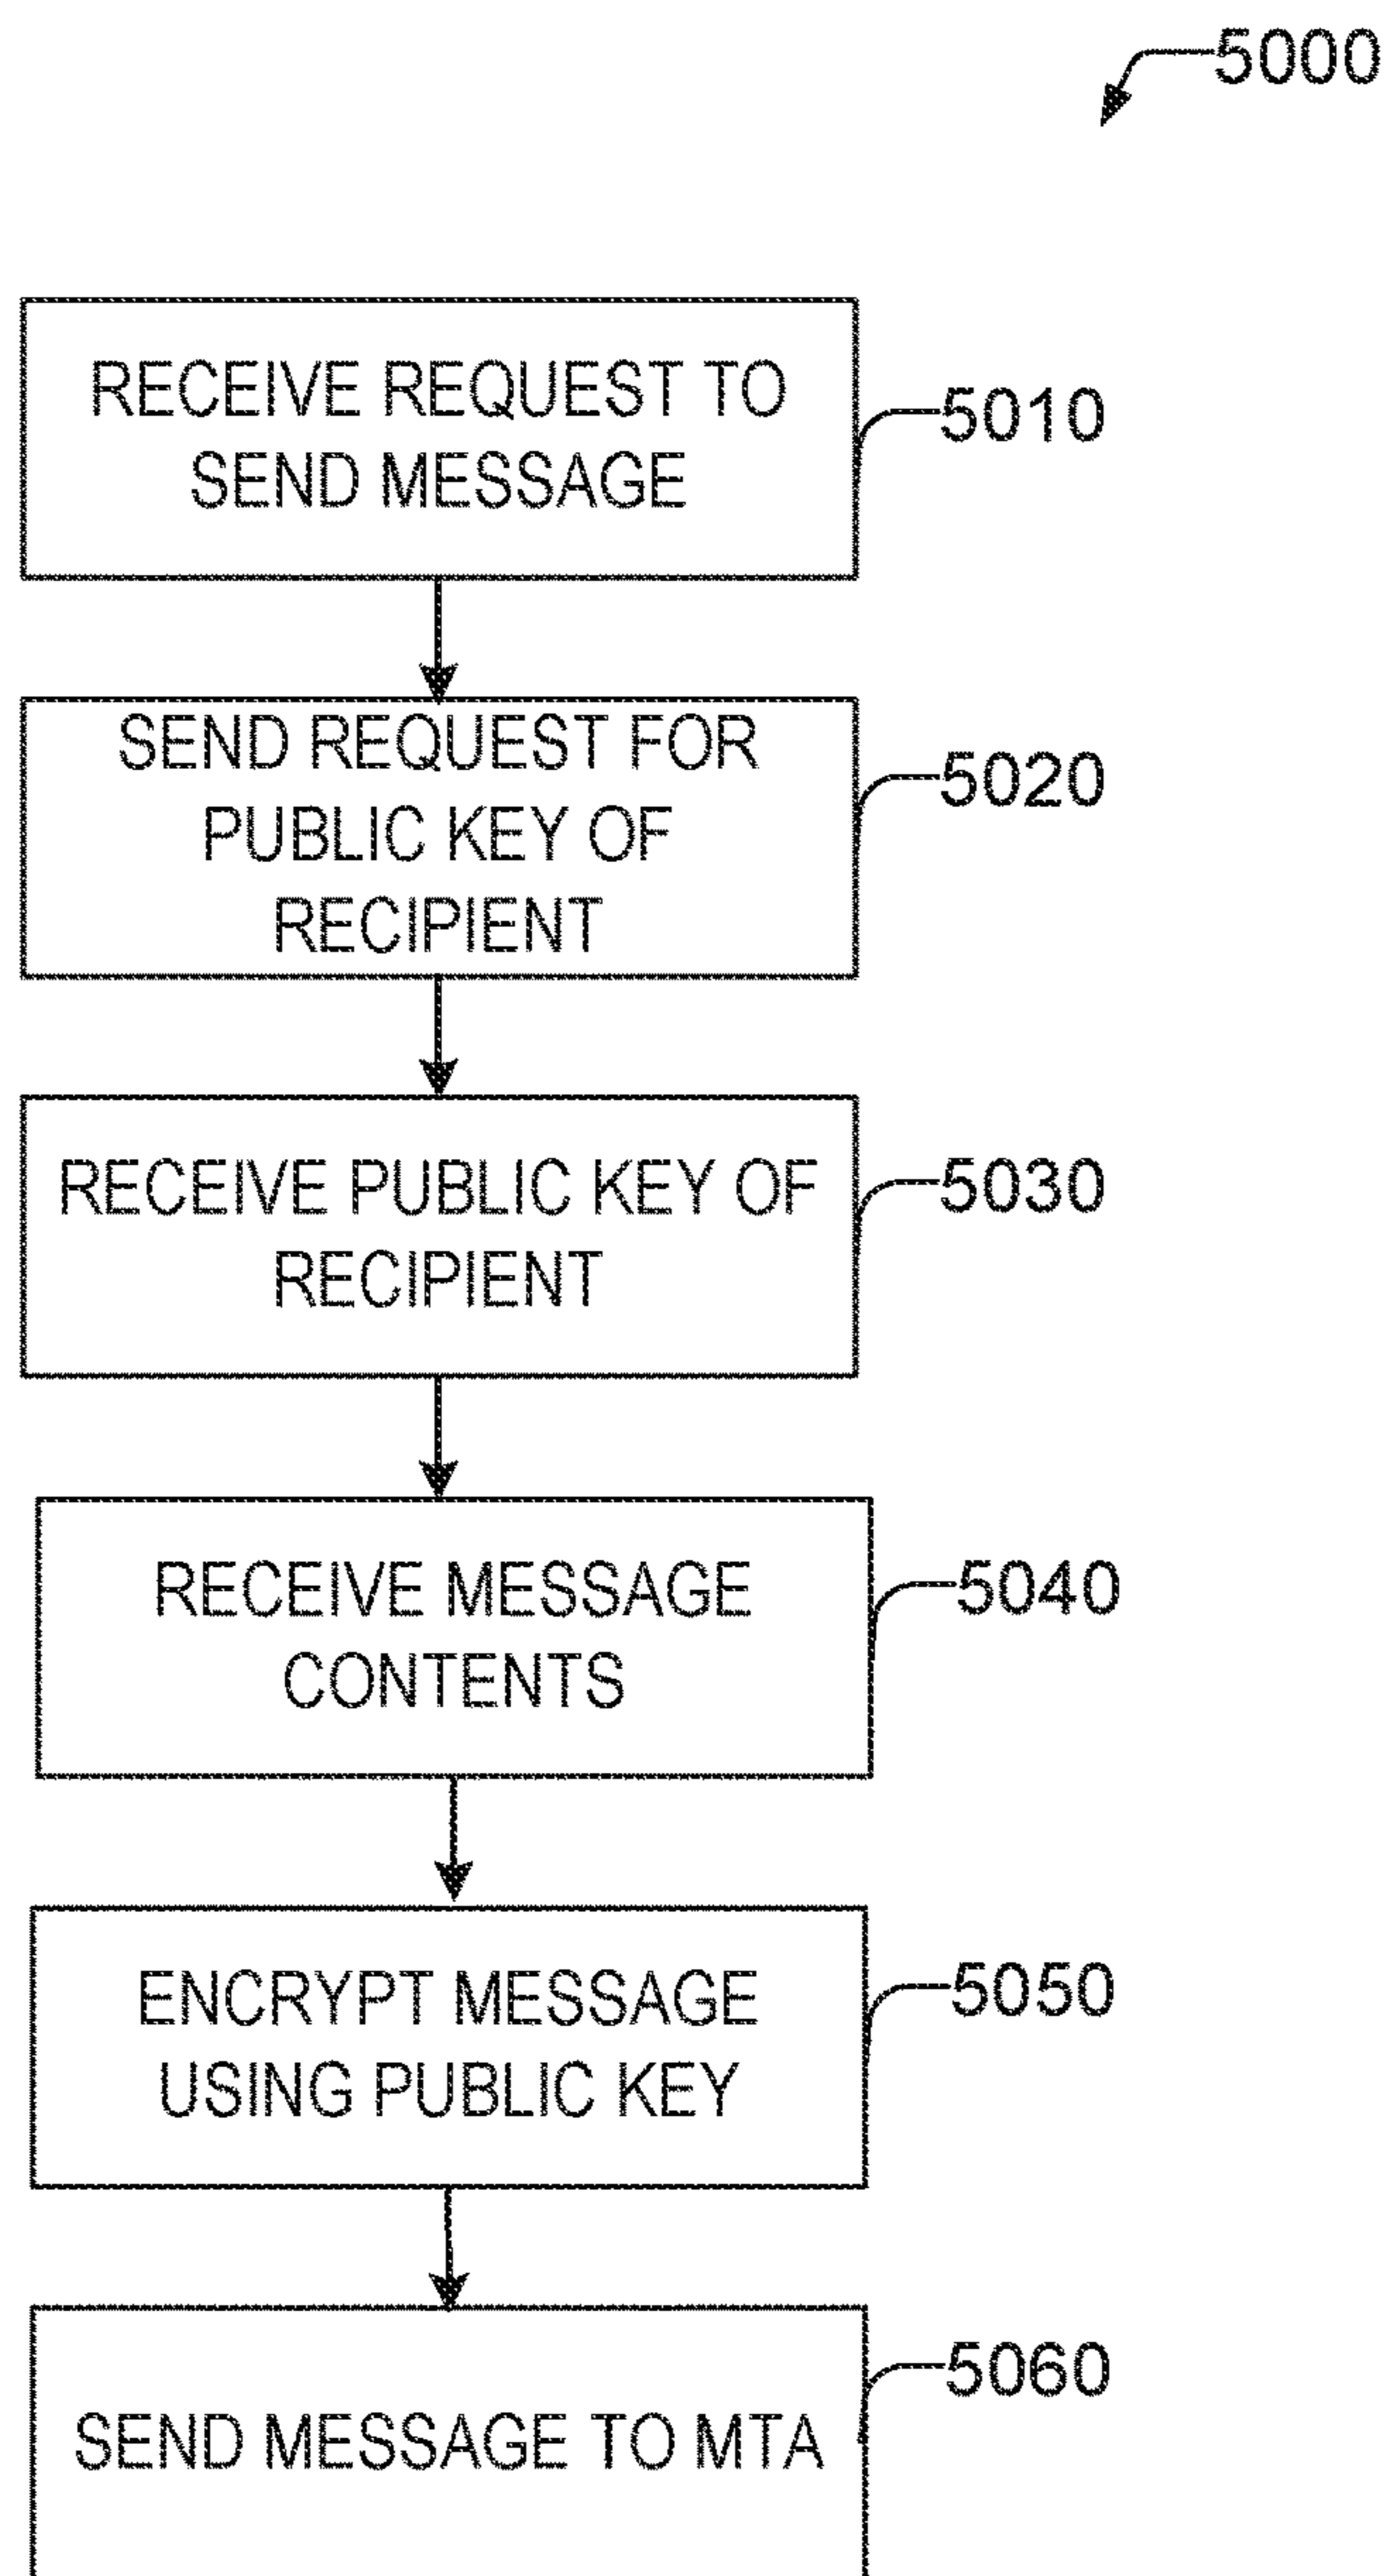 5000
RECEIVE REQUEST TO
SEND MESSAGE
5010
SEND REQUEST FOR
PUBLIC KEY OF
RECIPIENT
5020
RECEIVE PUBLIC KEY OF
RECIPIENT
5030
RECEIVE MESSAGE
CONTENTS
5040
ENCRYPT MESSAGE
USING PUBLIC KEY
5050
SEND MESSAGE TO MTA
5060